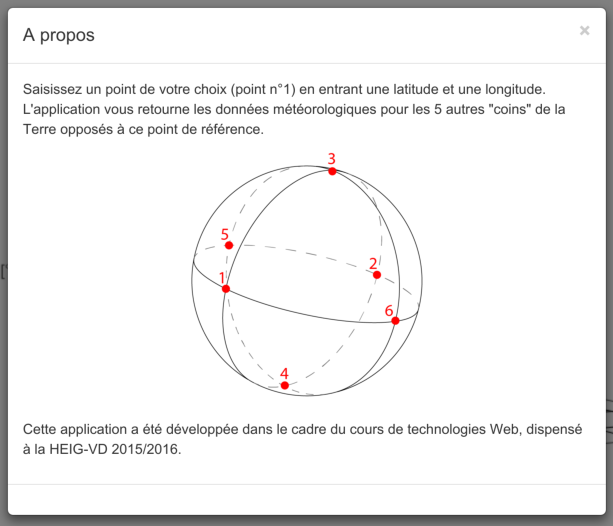 A propos
×
Saisissez un point de votre choix (point n°1) en entrant une latitude et une longitude.
L'application vous retourne les données météorologiques pour les 5 autres "coins" de la
Terre opposés à ce point de référence.
3
5
2
1
6
4
Cette application a été développée dans le cadre du cours de technologies Web, dispensé
à la HEIG-VD 2015/2016.